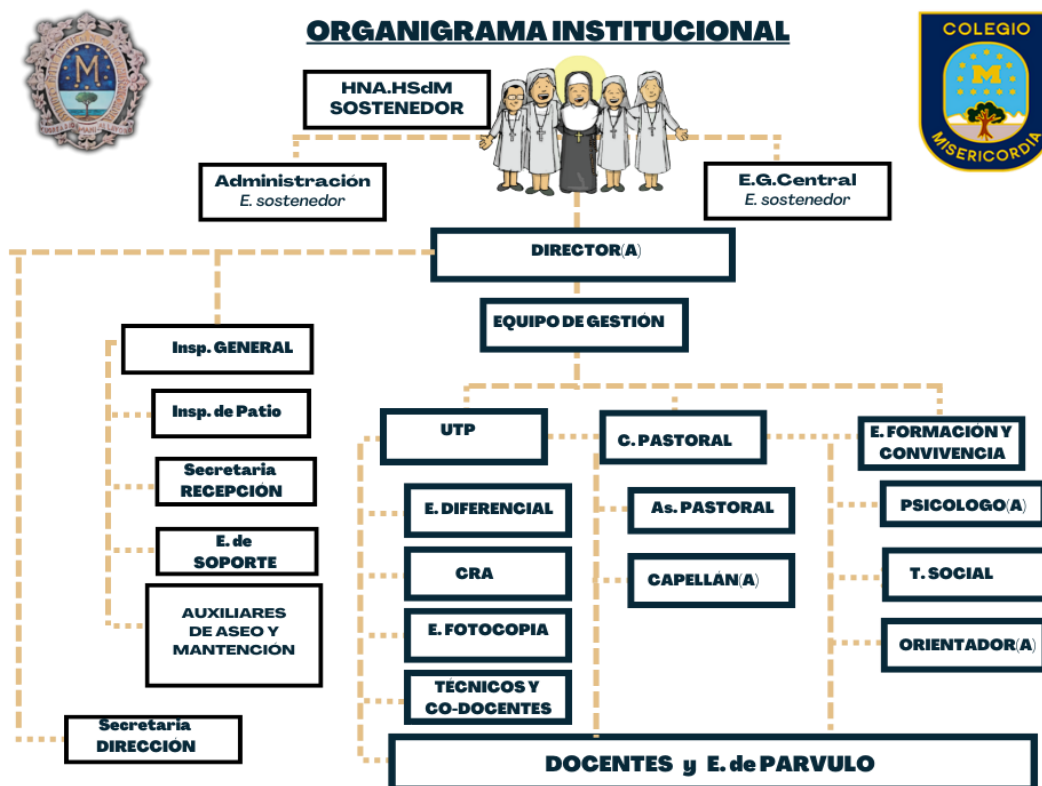 ORGANIGRAMA INSTITUCIONAL
COLEGIO
M
MISERICORDIA
M
HNA.HSdM
SOSTENEDOR
Administración
E. sostenedor
E.G.Central
E. sostenedor
DIRECTOR(A)
EQUIPO DE GESTIÓN
Insp. GENERAL
Insp. de Patio
Secretaria
RECEPCIÓN
E. de
SOPORTE
AUXILIARES
DE ASEO Y
MANTENCIÓN
Secretaria
DIRECCIÓN
UTP
E. DIFERENCIAL
CRA
E. FOTOCOPIA
TÉCNICOS Y
CO-DOCENTES
C. PASTORAL
As. PASTORAL
CAPELLÁN(A)
E. FORMACIÓN Y
CONVIVENCIA
PSICOLOGO(A)
T. SOCIAL
ORIENTADOR(A)
DOCENTES y E. de PARVULO